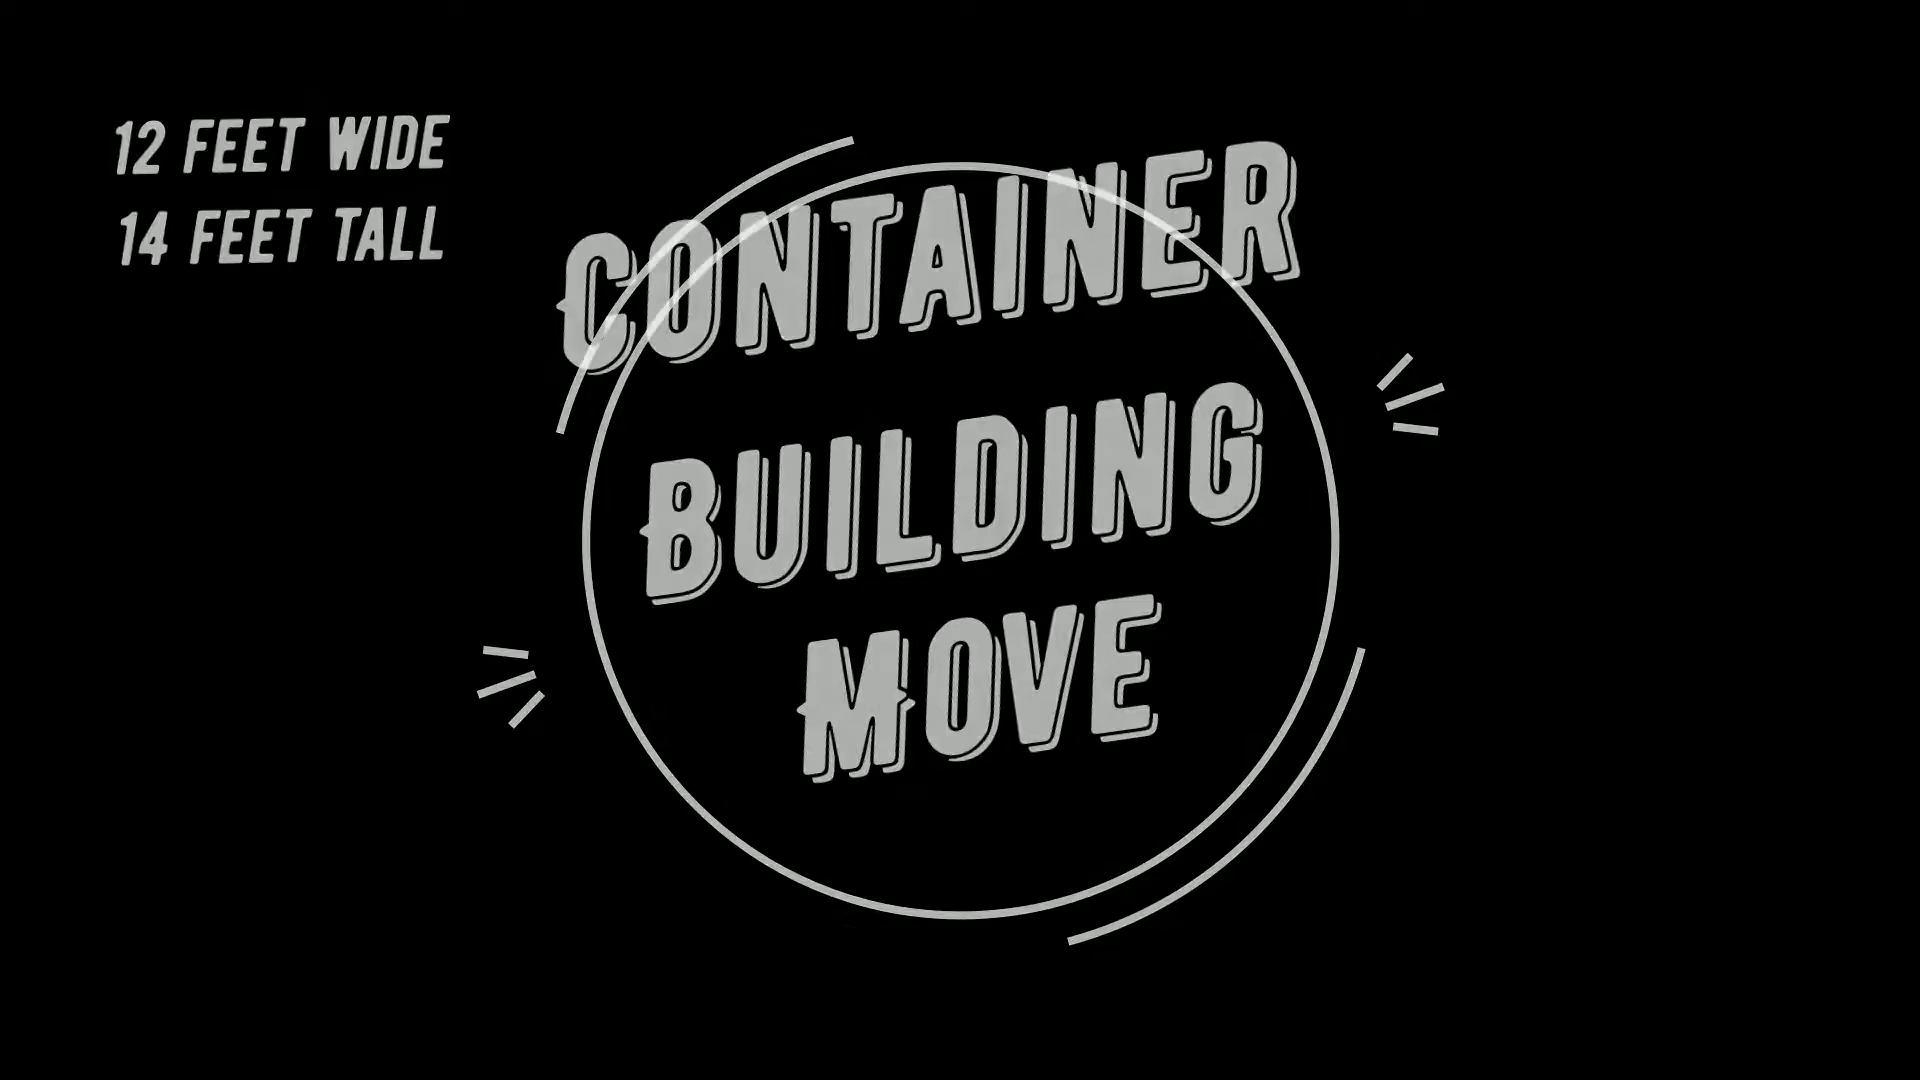 12 FEET WIDE
14 FEET TALL
CONTAINER
BUILDING
MOVE